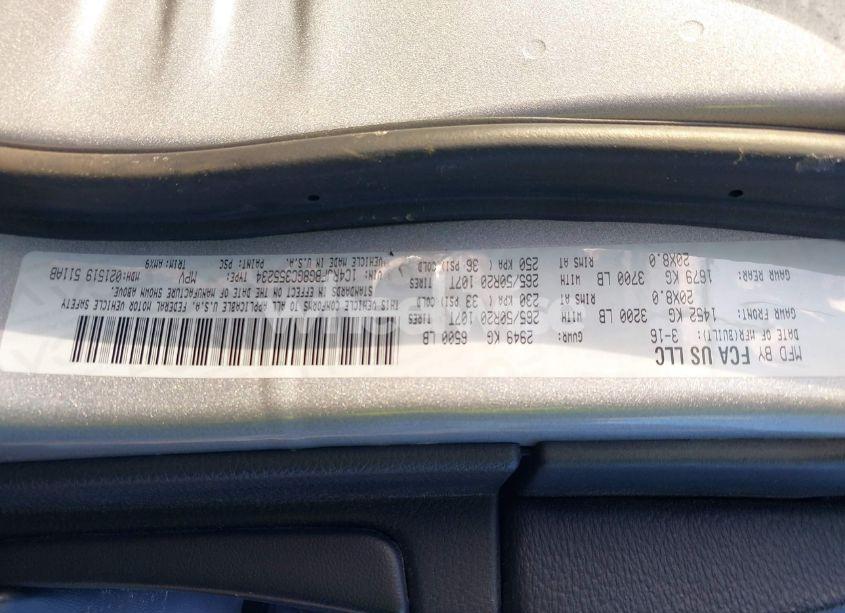 MFD BY FCA US LLC
DATE OF MFR(BUILT): 3-16 GVWR: 2949 KG 6500 LB
GAWR FRONT: 1462 KG 3200 LB WITH 265/50R20 107T TIRES
20X8.0 RIMS AT 230 KPA ( 33 PSI) COLD
GAWR REAR: 1679 KG 3700 LB WITH 265/50R20 107T TIRES
20X8.0 RIMS AT 250 KPA ( 36 PSI) COLD
THIS VEHICLE CONFORMS TO ALL APPLICABLE U.S.A. FEDERAL MOTOR VEHICLE SAFETY
STANDARDS IN EFFECT ON THE DATE OF MANUFACTURE SHOWN ABOVE.
VIN: 1C4RJFBG8GC355234 TYPE: MPV MDH:021519 511AB
VEHICLE MADE IN U.S.A. PAINT: PSC TRIM: AMX9